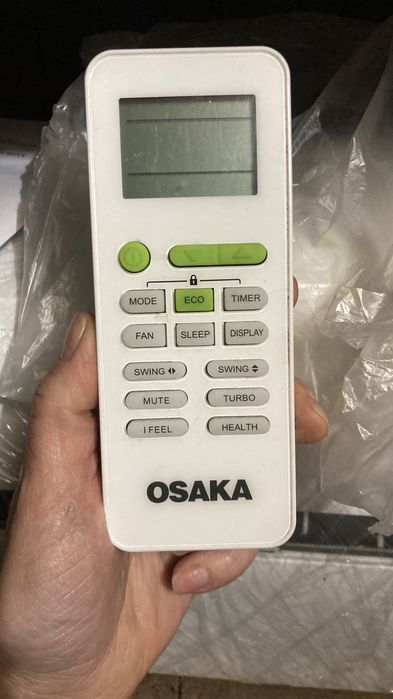 MODE ECO TIMER
FAN SLEEP DISPLAY
SWING SWING
MUTE TURBO
I FEEL HEALTH
OSAKA